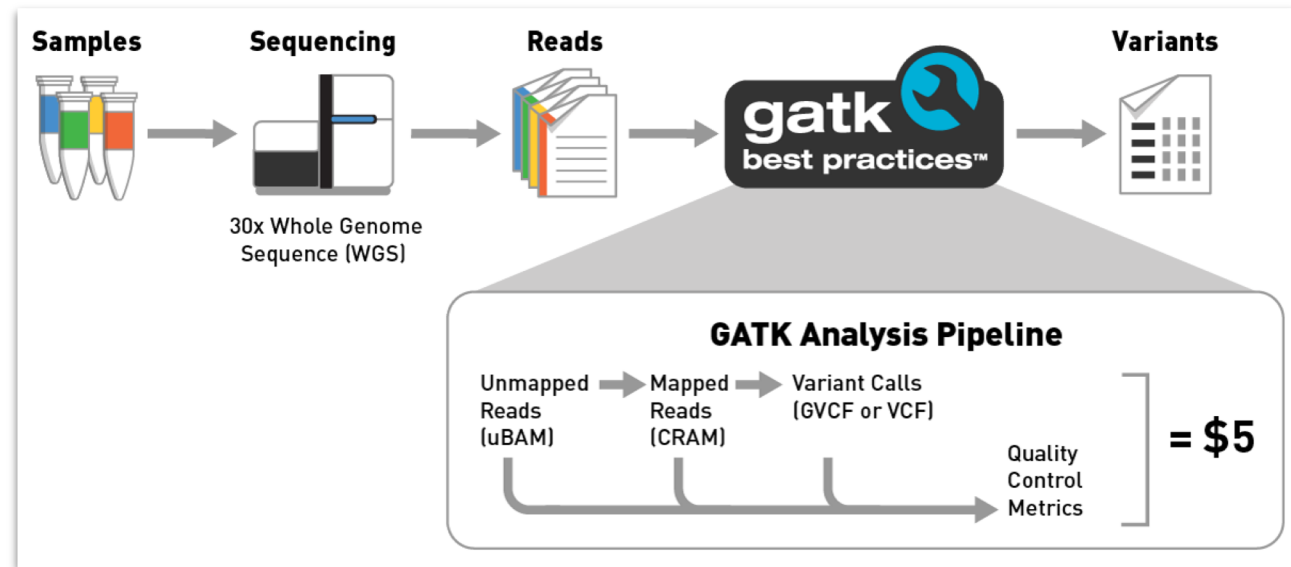 Samples
Sequencing
Reads
Variants
gatk
best practices™
30x Whole Genome
Sequence (WGS)
GATK Analysis Pipeline
Unmapped
Reads
(uBAM)
Mapped
Reads
(CRAM)
Variant Calls
(GVCF or VCF)
Quality
Control
Metrics
= $5